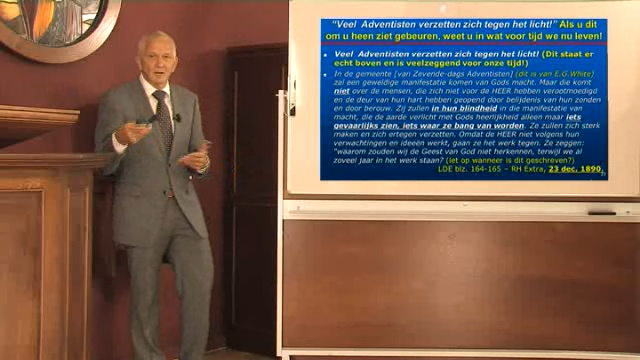 "Veel Adventisten verzetten zich tegen het licht!" Als u dit
om u heen ziet gebeuren, weet u in wat voor tijd we nu leven!
• Veel Adventisten verzetten zich tegen het licht! (Dit staat er
echt boven en is veelzeggend voor onze tijd!)
• In de gemeente [van Zevende-dags Adventisten] (dit is van E.G.White)
zal een geweldige manifestatie komen van Gods macht. Maar die komt
niet over de mensen, die zich niet voor de HEER hebben verootmoedigd
en de deur van hun hart hebben geopend door belijdenis van hun zonden
en door berouw. Zij zullen in hun blindheid in de manifestatie van
macht, die de aarde verlicht met Gods heerlijkheid alleen maar iets
gevaarlijks zien, iets waar ze bang van worden. Ze zullen zich sterk
maken en zich ertegen verzetten. Omdat de HEER niet volgens hun
verwachtingen en ideeën werkt, gaan ze het werk tegen. Ze zeggen:
"waarom zouden wij de Geest van God niet herkennen, terwijl we al
zoveel jaar in het werk staan? (let op wanneer is dit geschreven?)
LDE blz. 164-165 – RH Extra, 23 dec. 1890.